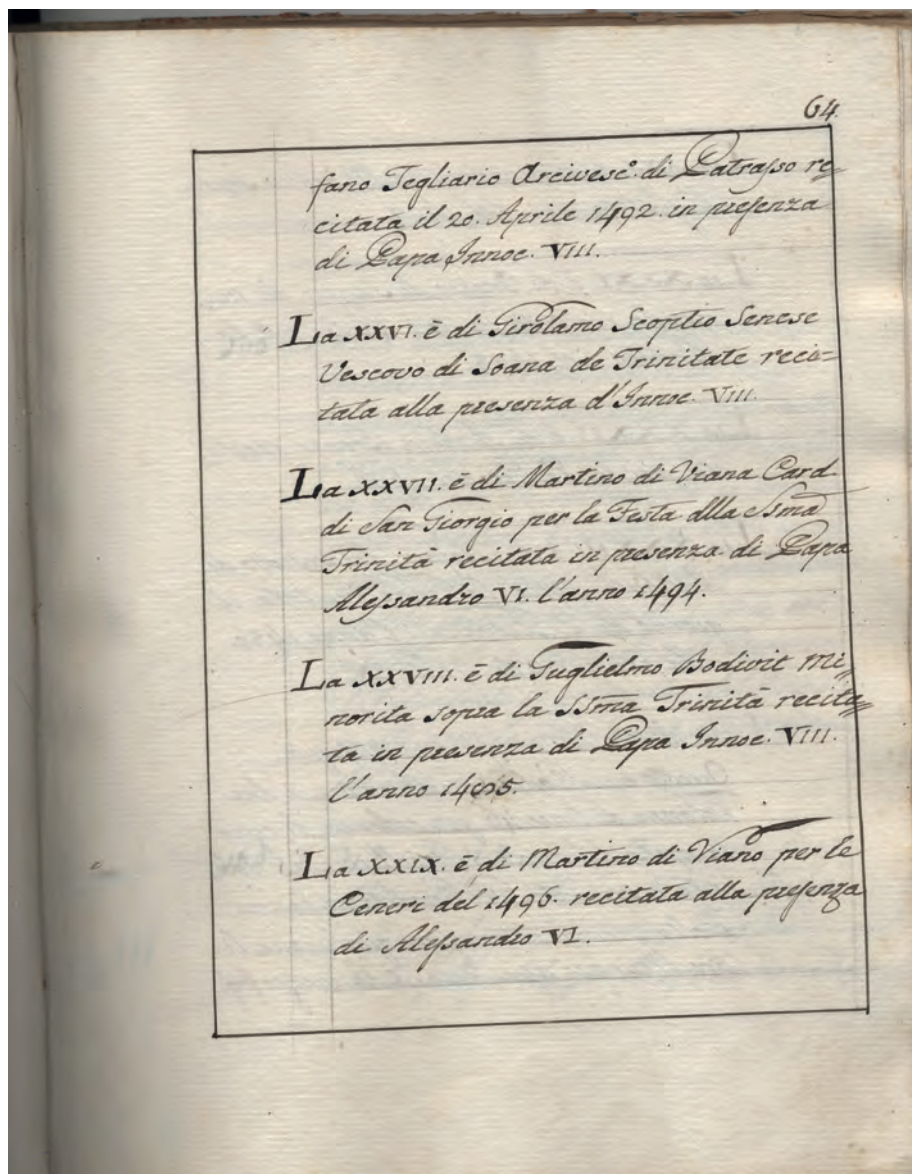 64.
fano Tegliario Arcivesc.º di Patrasso re=
citata il 20. Aprile 1492. in presenza
di Papa Innoc. VIII.
La XXVI. è di Girolamo Scoptio Senese
Vescovo di Soana de Trinitate reci=
tata alla presenza d'Innoc. VIII.
La XXVII. è di Martino di Viana Card
di San Giorgio per la Festa dlla Ssma
Trinità recitata in presenza di Papa
Alessandro VI. l'anno 1494.
La XXVIII. è di Guglielmo Bodivit Mi=
norita sopra la SSma Trinità recita=
ta in presenza di Papa Innoc. VIII.
l'anno 1485.
La XXIX. è di Martino di Viano per le
Ceneri del 1496. recitata alla presenza
di Alessandro VI.